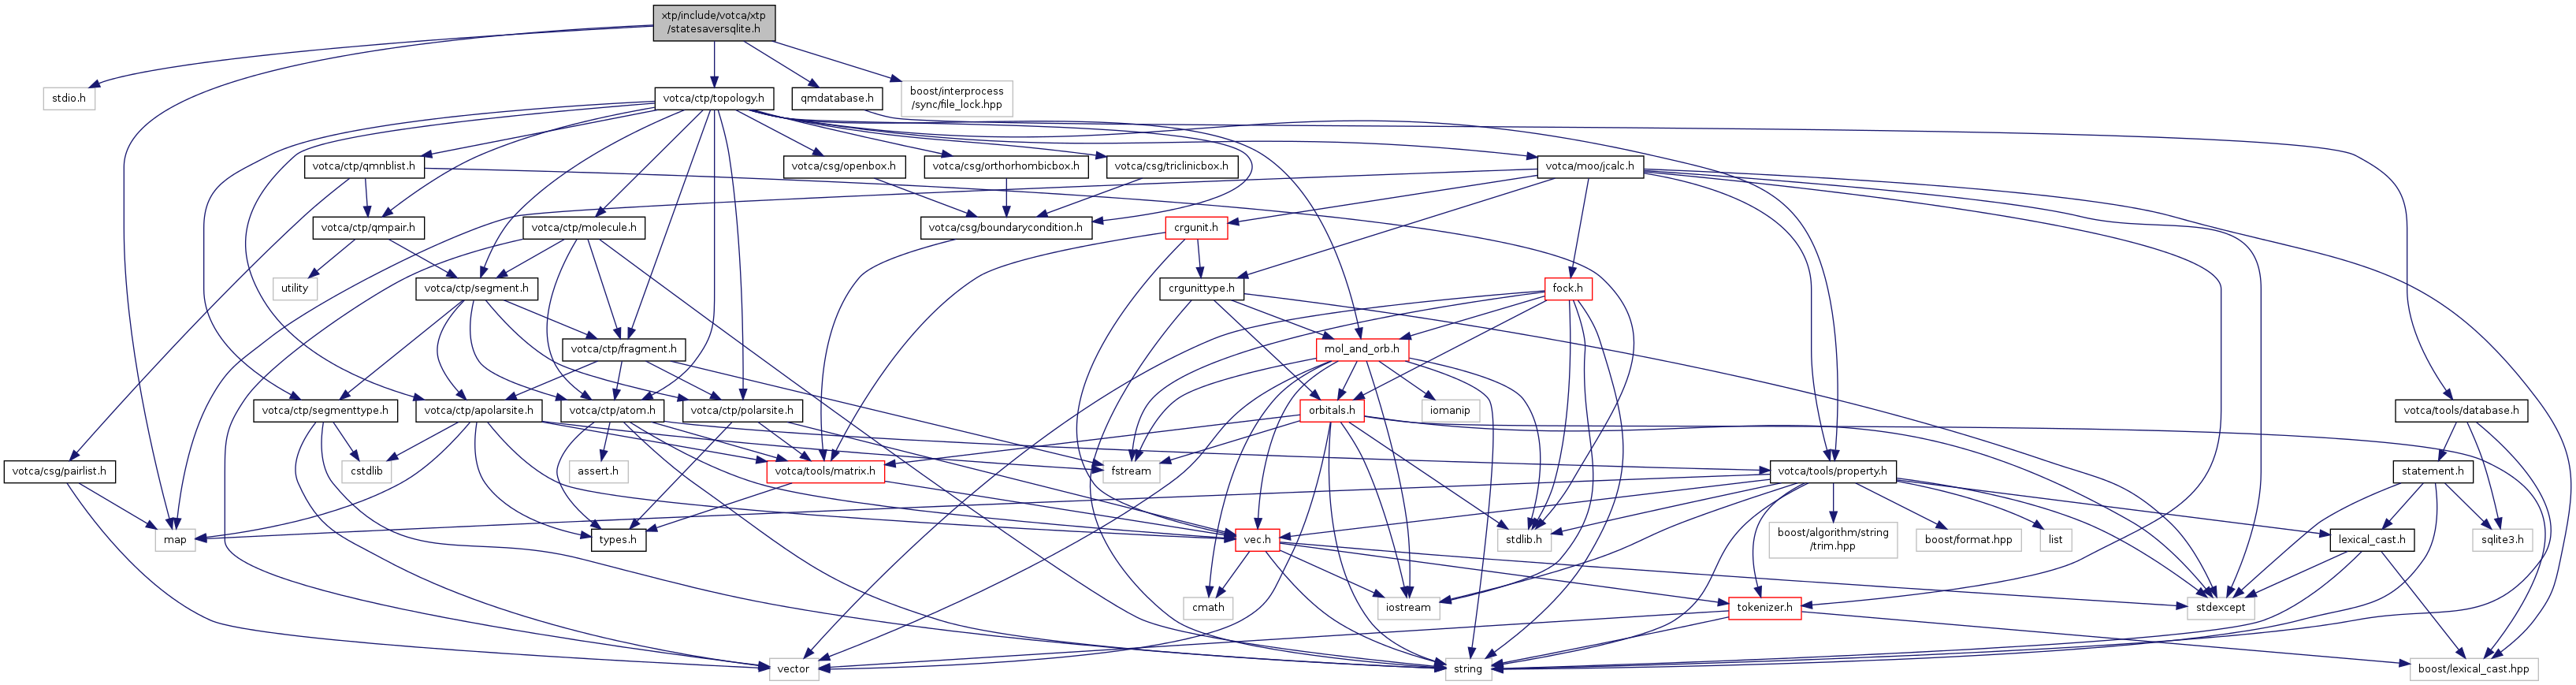 xtp/include/votca/xtp
/statesaversqlite.h
stdio.h
votca/ctp/topology.h
qmdatabase.h
boost/interprocess
/sync/file_lock.hpp
votca/ctp/qmnblist.h
votca/csg/openbox.h
votca/csg/orthorhombicbox.h
votca/csg/triclinicbox.h
votca/moo/jcalc.h
votca/ctp/qmpair.h
votca/ctp/molecule.h
votca/csg/boundarycondition.h
crgunit.h
utility
votca/ctp/segment.h
crgunittype.h
fock.h
votca/ctp/fragment.h
mol_and_orb.h
votca/ctp/segmenttype.h
votca/ctp/apolarsite.h
votca/ctp/atom.h
votca/ctp/polarsite.h
orbitals.h
iomanip
votca/tools/database.h
votca/csg/pairlist.h
cstdlib
assert.h
votca/tools/matrix.h
fstream
votca/tools/property.h
statement.h
map
types.h
vec.h
stdlib.h
boost/algorithm/string
/trim.hpp
boost/format.hpp
list
lexical_cast.h
sqlite3.h
cmath
iostream
tokenizer.h
stdexcept
vector
string
boost/lexical_cast.hpp